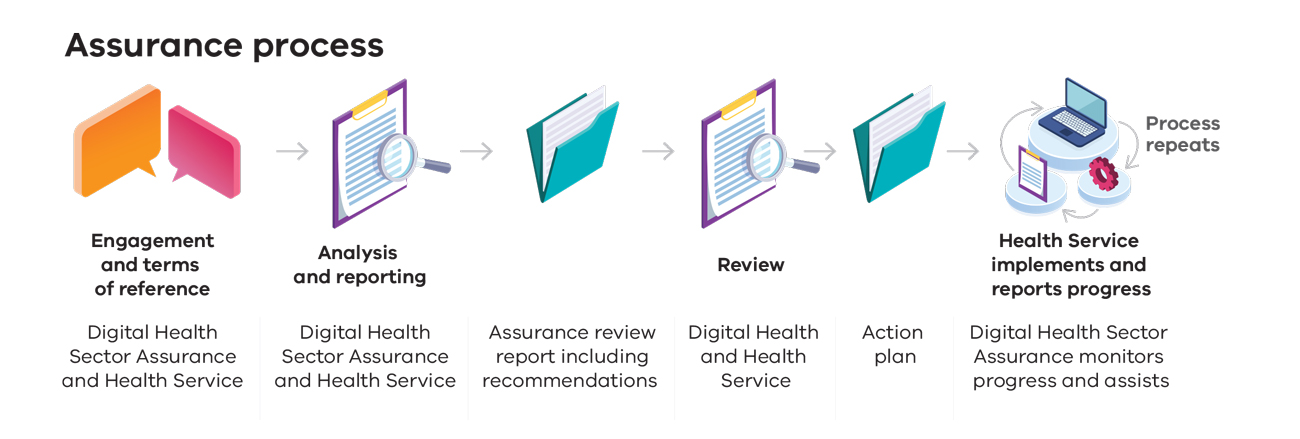 Assurance process
Process
repeats
Engagement
and terms
of reference
Analysis
and reporting
Review
Health Service
implements and
reports progress
Digital Health
Sector Assurance
and Health Service
Digital Health
Sector Assurance
and Health Service
Assurance review
report including
recommendations
Digital Health
and Health
Service
Action
plan
Digital Health Sector
Assurance monitors
progress and assists